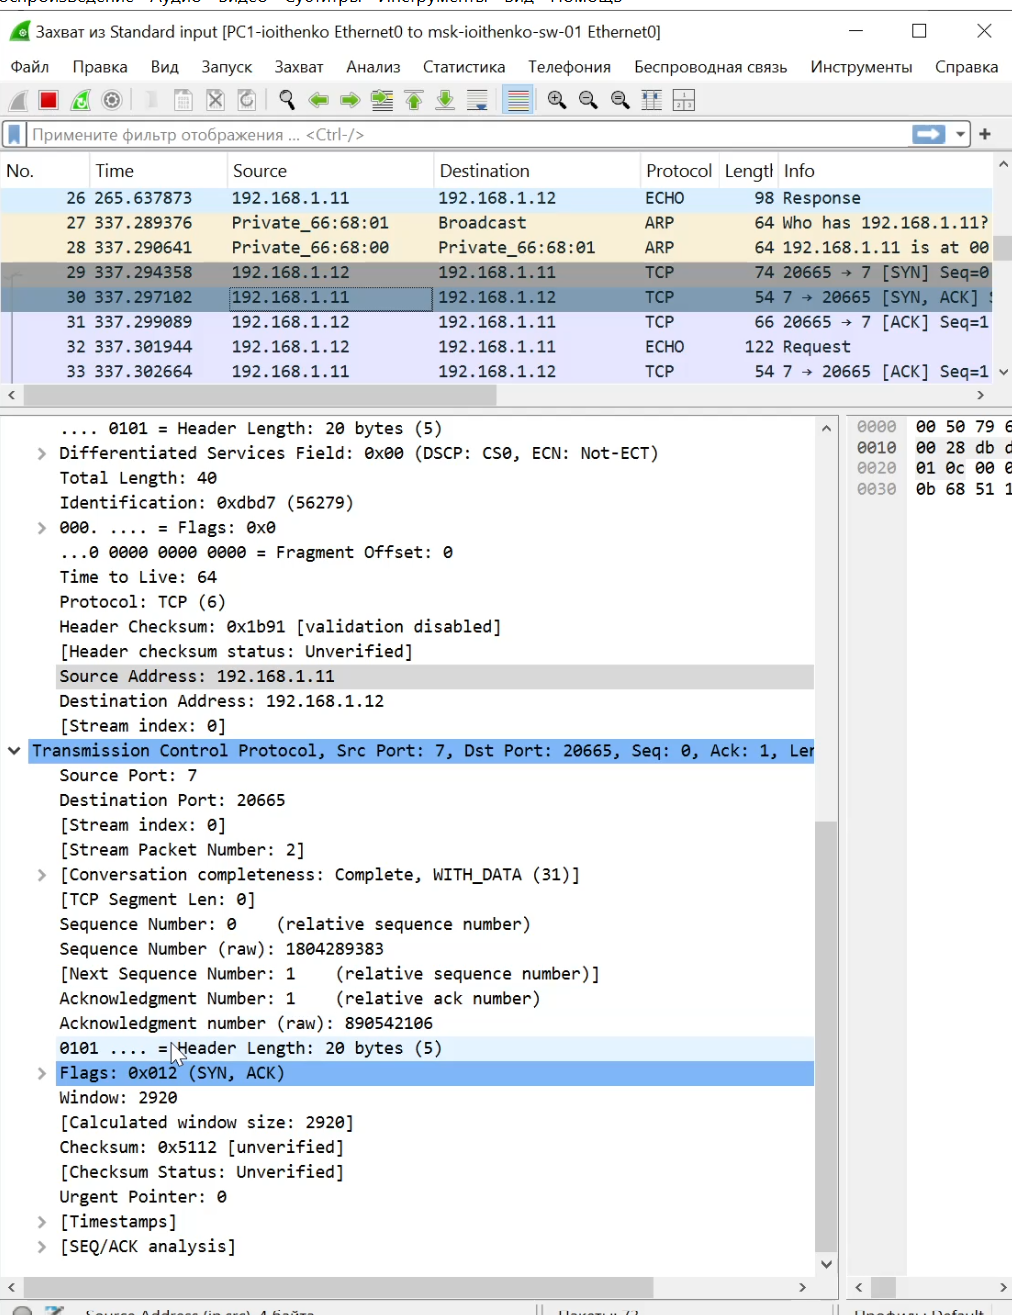 Воспроизведение Аудио Видео Субтитры Инструменты Вид Помощь
Захват из Standard input [PC1-ioithenko Ethernet0 to msk-ioithenko-sw-01 Ethernet0]
Файл Правка Вид Запуск Захват Анализ Статистика Телефония Беспроводная связь Инструменты Справка
Примените фильтр отображения ... <Ctrl-/>
No. Time Source Destination Protocol Length Info
26 265.637873 192.168.1.11 192.168.1.12 ECHO 98 Response
27 337.289376 Private_66:68:01 Broadcast ARP 64 Who has 192.168.1.11?
28 337.290641 Private_66:68:00 Private_66:68:01 ARP 64 192.168.1.11 is at 00
29 337.294358 192.168.1.12 192.168.1.11 TCP 74 20665 → 7 [SYN] Seq=0
30 337.297102 192.168.1.11 192.168.1.12 TCP 54 7 → 20665 [SYN, ACK]
31 337.299089 192.168.1.12 192.168.1.11 TCP 66 20665 → 7 [ACK] Seq=1
32 337.301944 192.168.1.12 192.168.1.11 ECHO 122 Request
33 337.302664 192.168.1.11 192.168.1.12 TCP 54 7 → 20665 [ACK] Seq=1
.... 0101 = Header Length: 20 bytes (5)
Differentiated Services Field: 0x00 (DSCP: CS0, ECN: Not-ECT)
Total Length: 40
Identification: 0xdbd7 (56279)
000. .... = Flags: 0x0
...0 0000 0000 0000 = Fragment Offset: 0
Time to Live: 64
Protocol: TCP (6)
Header Checksum: 0x1b91 [validation disabled]
[Header checksum status: Unverified]
Source Address: 192.168.1.11
Destination Address: 192.168.1.12
[Stream index: 0]
Transmission Control Protocol, Src Port: 7, Dst Port: 20665, Seq: 0, Ack: 1, Ler
Source Port: 7
Destination Port: 20665
[Stream index: 0]
[Stream Packet Number: 2]
[Conversation completeness: Complete, WITH_DATA (31)]
[TCP Segment Len: 0]
Sequence Number: 0 (relative sequence number)
Sequence Number (raw): 1804289383
[Next Sequence Number: 1 (relative sequence number)]
Acknowledgment Number: 1 (relative ack number)
Acknowledgment number (raw): 890542106
0101 .... = Header Length: 20 bytes (5)
Flags: 0x012 (SYN, ACK)
Window: 2920
[Calculated window size: 2920]
Checksum: 0x5112 [unverified]
[Checksum Status: Unverified]
Urgent Pointer: 0
[Timestamps]
[SEQ/ACK analysis]
0000 00 50 79 6
0010 00 28 db d
0020 01 0c 00 0
0030 0b 68 51 1
Source Address (ip.src), 4 байта
Профиль: Default